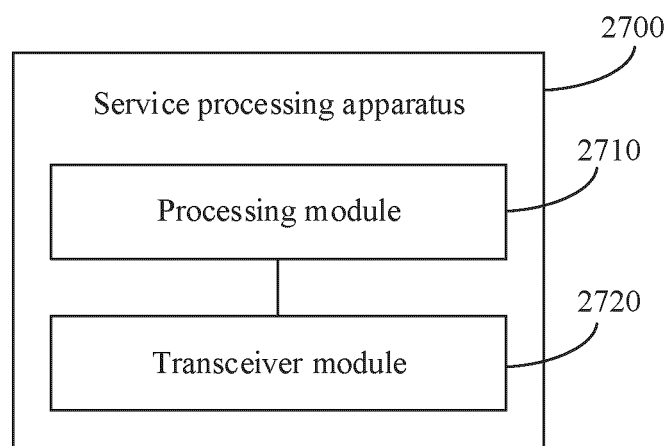 2700
Service processing apparatus
2710
Processing module
2720
Transceiver module